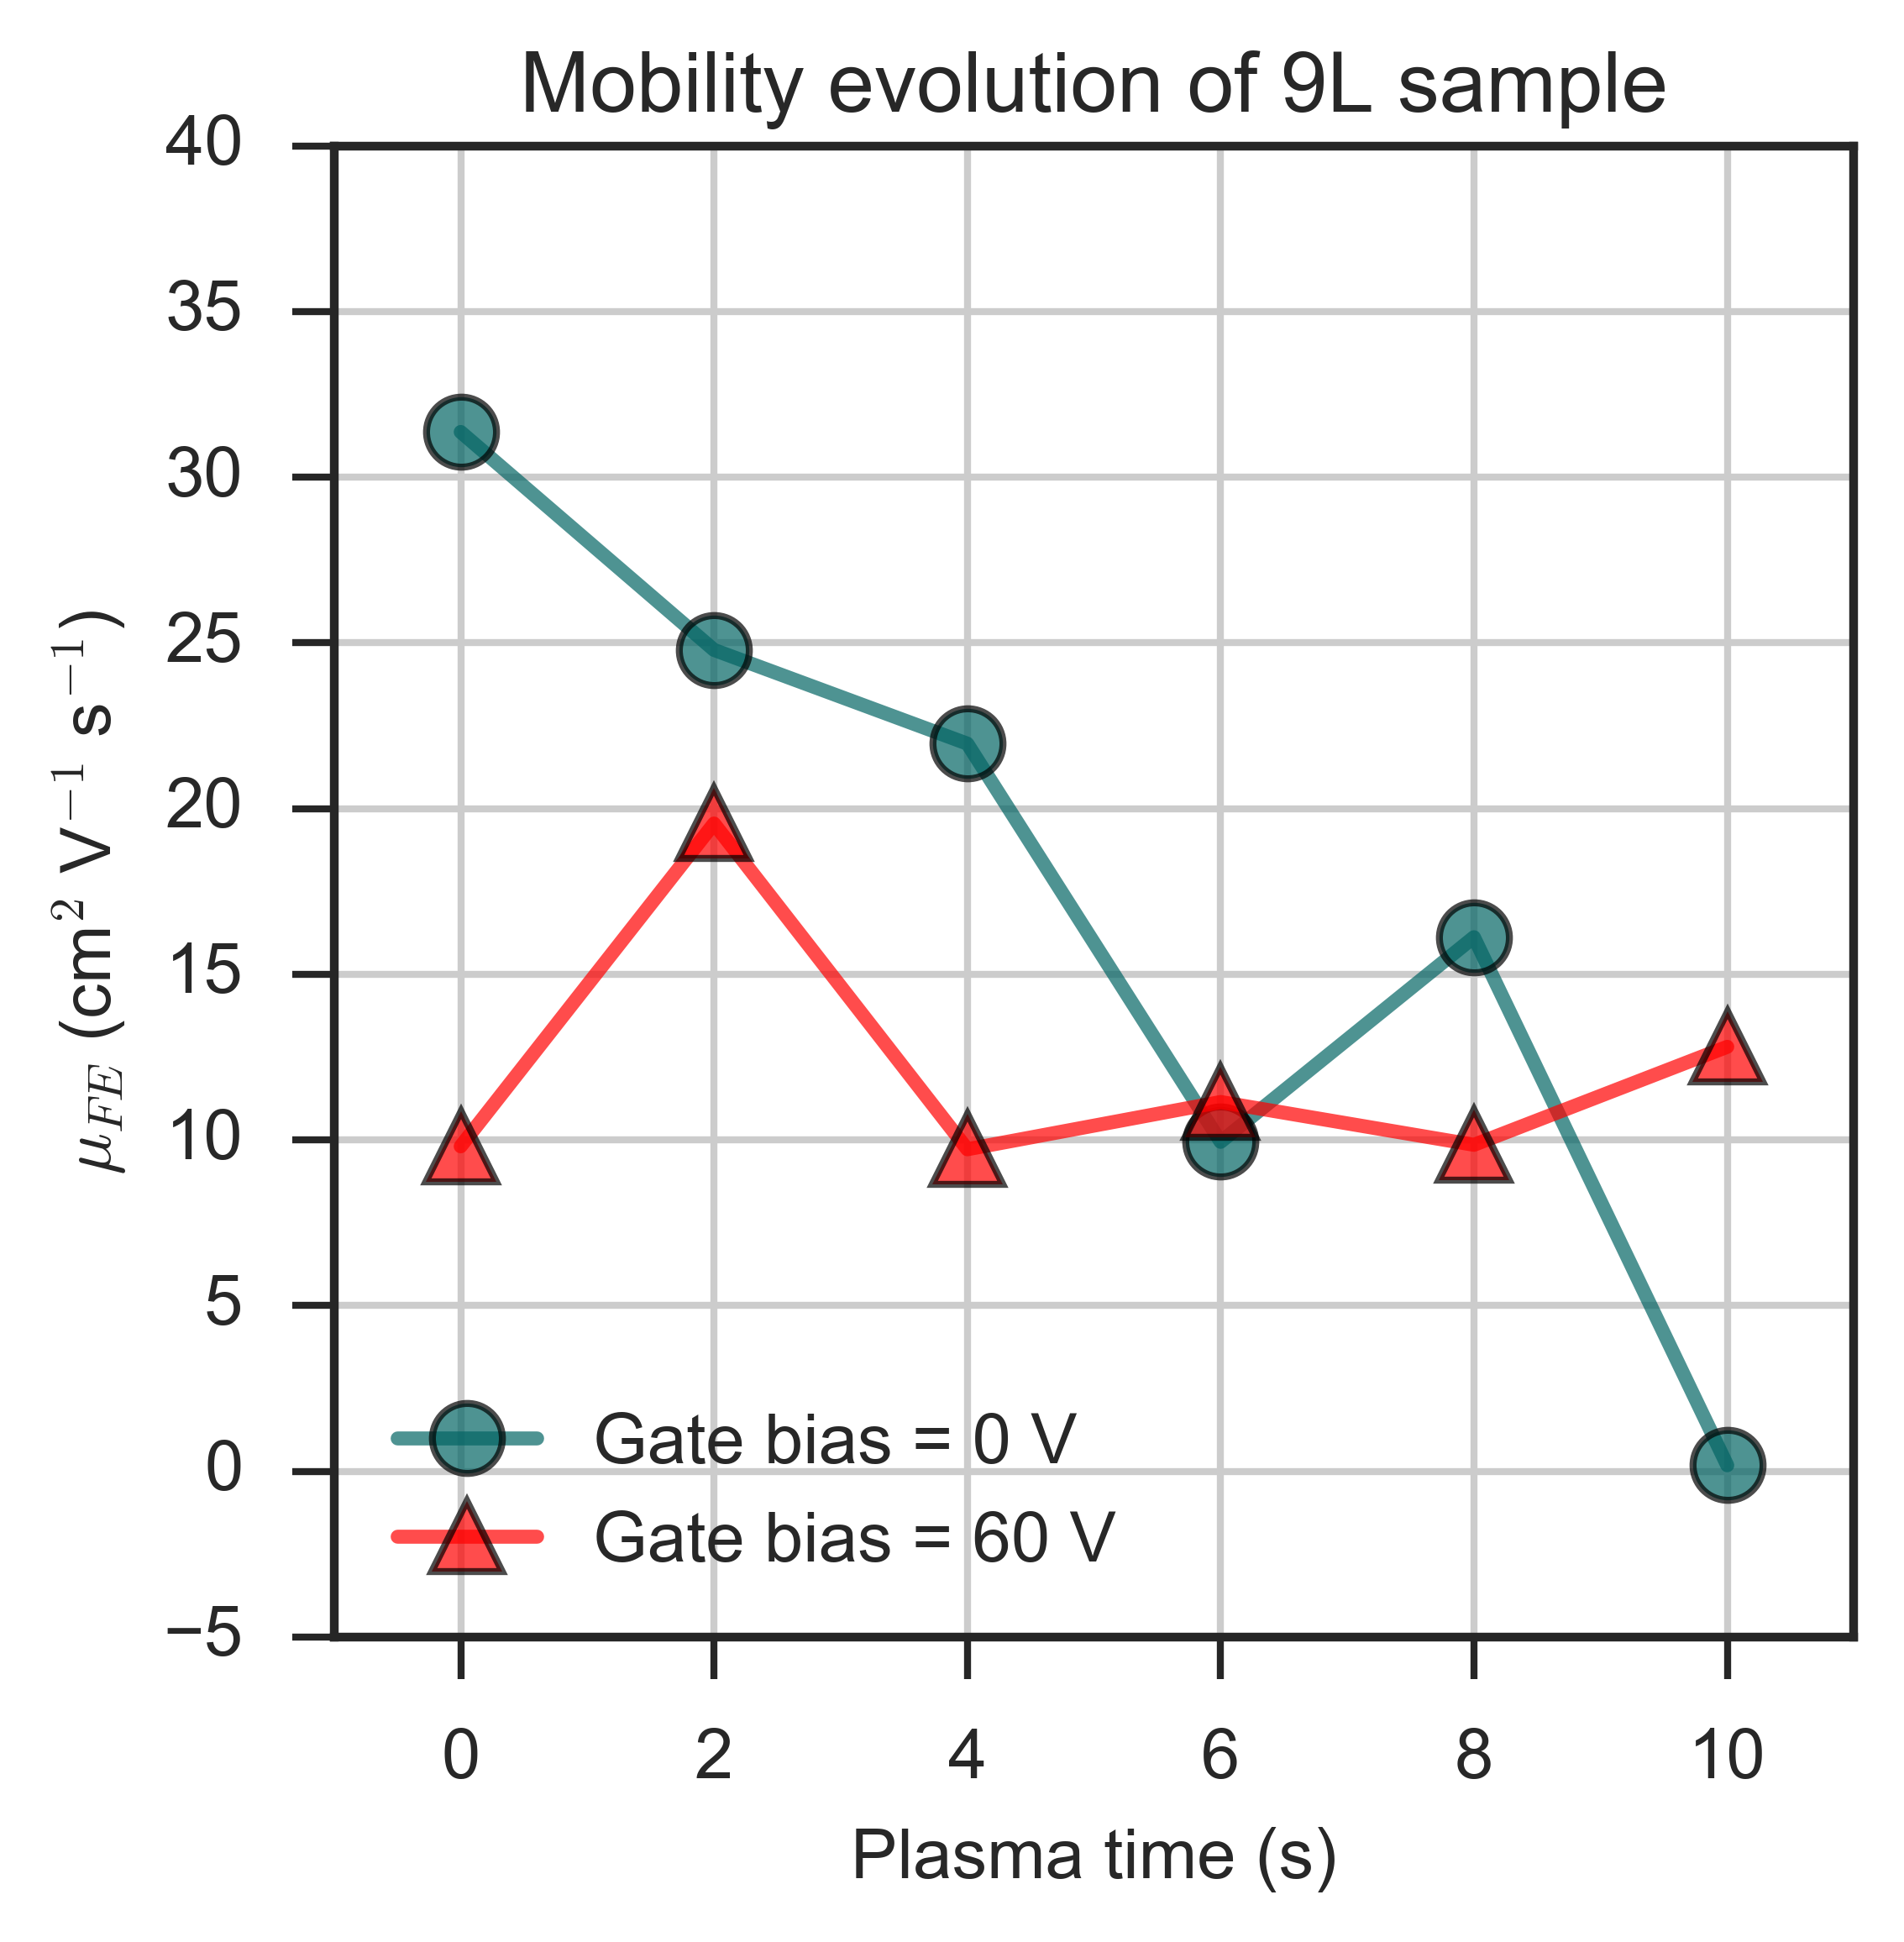 Mobility evolution of 9L sample
40
35
30
25
20
15
10
5
0
−5
μFE (cm² V⁻¹ s⁻¹)
Gate bias = 0 V
Gate bias = 60 V
0 2 4 6 8 10
Plasma time (s)